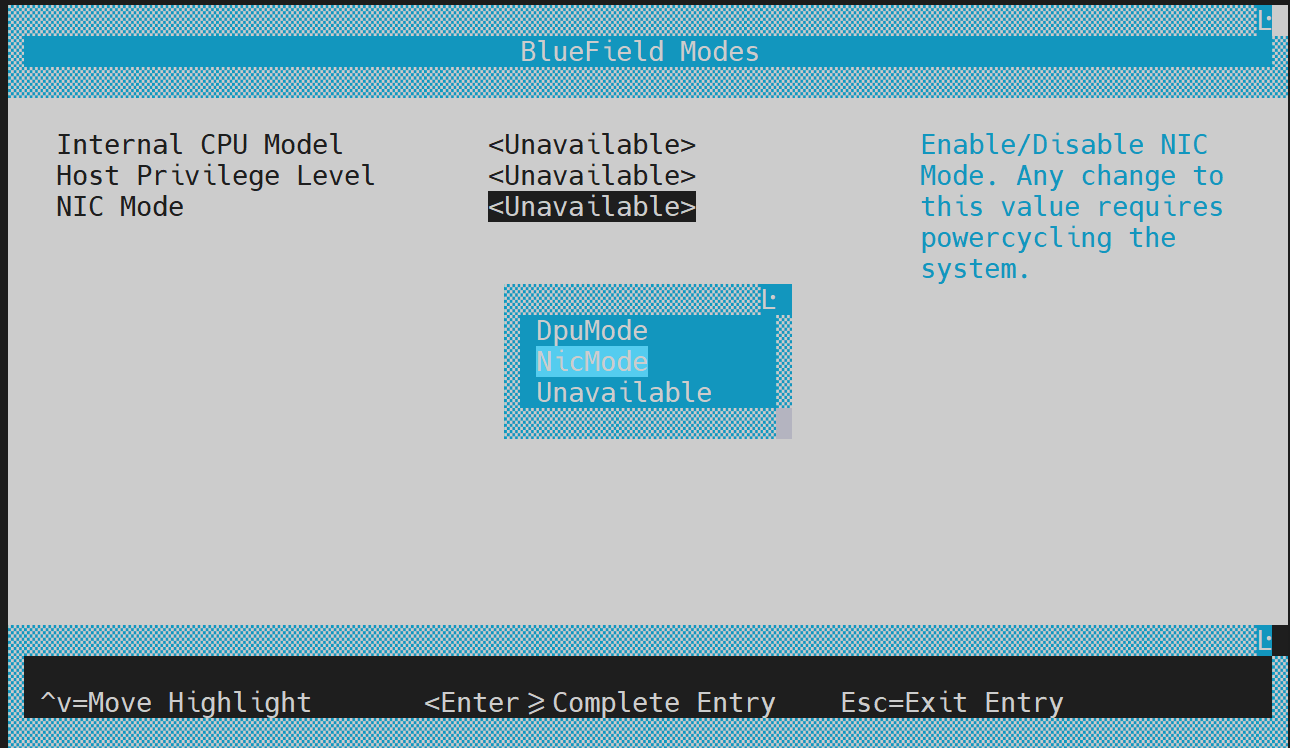 BlueField Modes
Internal CPU Model <Unavailable>
Host Privilege Level <Unavailable>
NIC Mode <Unavailable>
Enable/Disable NIC
Mode. Any change to
this value requires
powercycling the
system.
DpuMode
NicMode
Unavailable
^v=Move Highlight <Enter>=Complete Entry Esc=Exit Entry